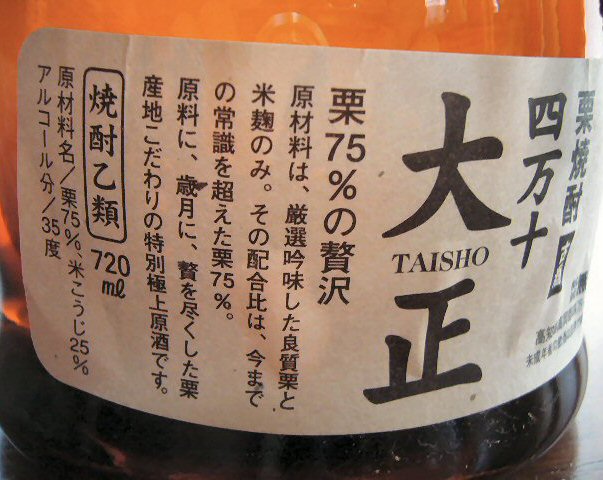 栗焼酎
四万十
大正
TAISHO
栗75%の贅沢
原材料は、厳選吟味した良質栗と
米麹のみ。その配合比は、今まで
の常識を超えた栗75%。
原料に、歳月に、贅を尽くした栗
産地こだわりの特別極上原酒です。
焼酎乙類
720ml
原材料名/栗75%、米こうじ25%
アルコール分/35度